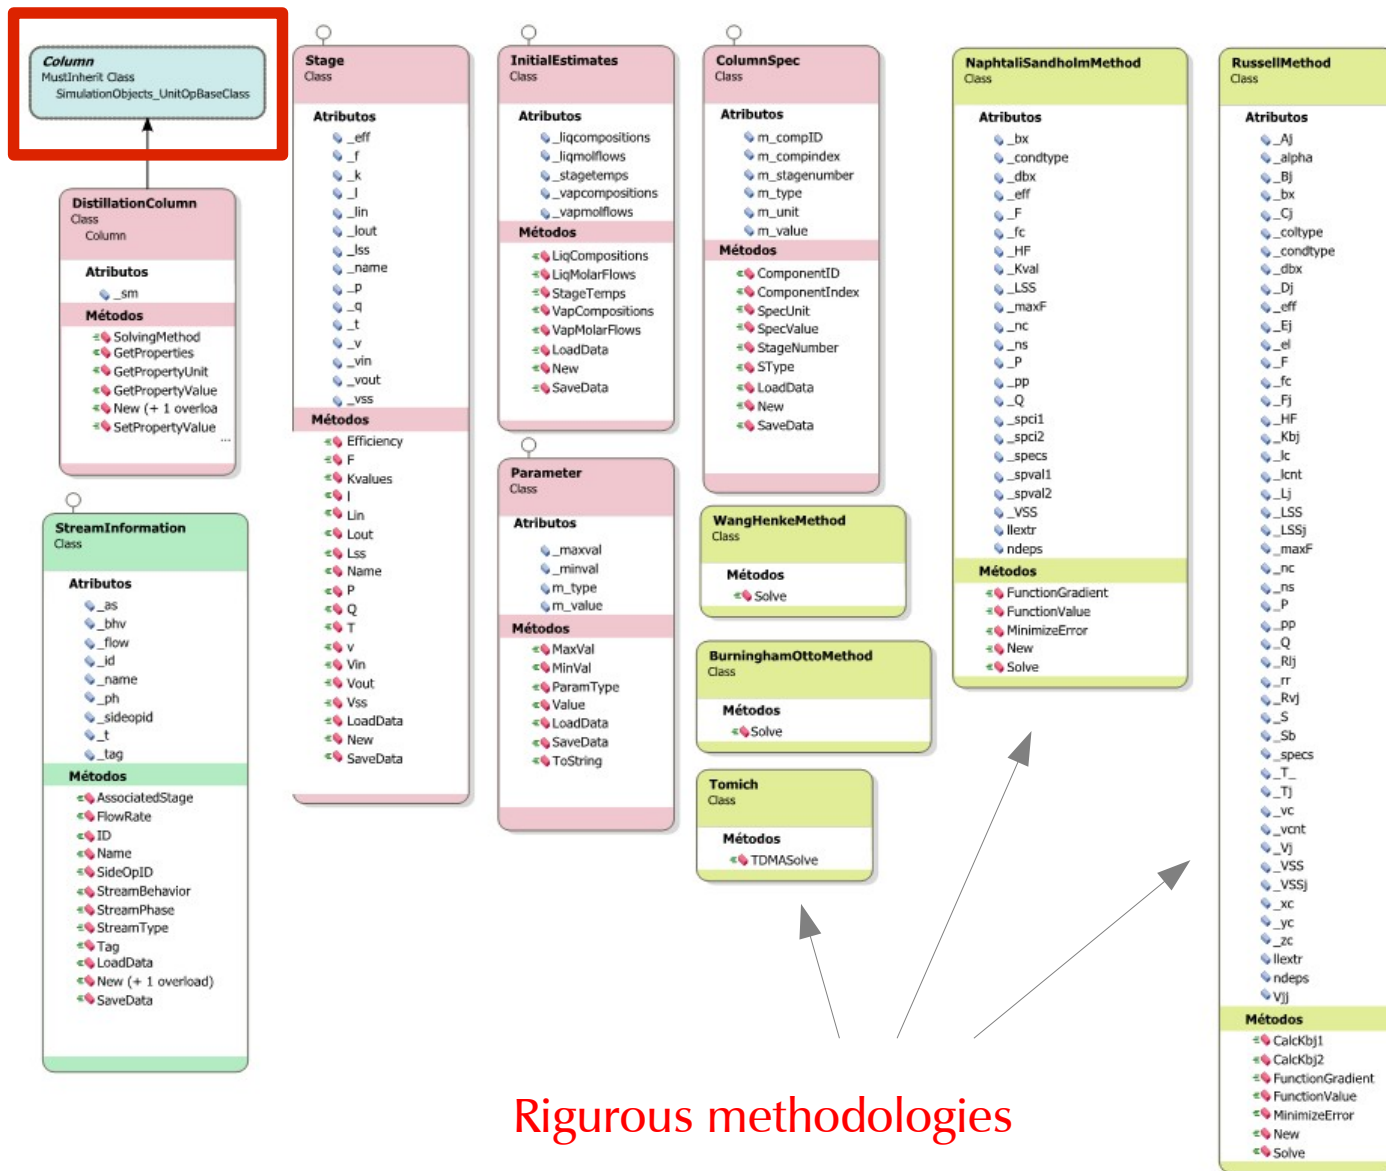 Column
MustInherit Class
SimulationObjects_UnitOpBaseClass
DistillationColumn
Class
Column
Atributos
_sm
Métodos
SolvingMethod
GetProperties
GetPropertyUnit
GetPropertyValue
New (+ 1 overloa
SetPropertyValue
...
StreamInformation
Class
Atributos
_as
_bhv
_flow
_id
_name
_ph
_sideopid
_t
_tag
Métodos
AssociatedStage
FlowRate
ID
Name
SideOpID
StreamBehavior
StreamPhase
StreamType
Tag
LoadData
New (+ 1 overload)
SaveData
Stage
Class
Atributos
_eff
_f
_k
_l
_lin
_lout
_lss
_name
_p
_q
_t
_v
_vin
_vout
_vss
Métodos
Efficiency
F
Kvalues
l
Lin
Lout
Lss
Name
P
Q
T
v
Vin
Vout
Vss
LoadData
New
SaveData
InitialEstimates
Class
Atributos
_liqcompositions
_liqmolflows
_stagetemps
_vapcompositions
_vapmolflows
Métodos
LiqCompositions
LiqMolarFlows
StageTemps
VapCompositions
VapMolarFlows
LoadData
New
SaveData
Parameter
Class
Atributos
_maxval
_minval
m_type
m_value
Métodos
MaxVal
MinVal
ParamType
Value
LoadData
SaveData
ToString
ColumnSpec
Class
Atributos
m_compID
m_compindex
m_stagenumber
m_type
m_unit
m_value
Métodos
ComponentID
ComponentIndex
SpecUnit
SpecValue
StageNumber
SType
LoadData
New
SaveData
WangHenkeMethod
Class
Métodos
Solve
BurninghamOttoMethod
Class
Métodos
Solve
Tomich
Class
Métodos
TDMASolve
NaphtaliSandholmMethod
Class
Atributos
_bx
_condtype
_dbx
_eff
_F
_fc
_HF
_Kval
_LSS
_maxF
_nc
_ns
_P
_pp
_Q
_spci1
_spci2
_specs
_spval1
_spval2
_VSS
llextr
ndeps
Métodos
FunctionGradient
FunctionValue
MinimizeError
New
Solve
RussellMethod
Class
Atributos
_Aj
_alpha
_Bj
_bx
_Cj
_coltype
_condtype
_dbx
_Dj
_eff
_Ej
_el
_F
_fc
_Fj
_HF
_Kbj
_lc
_lcnt
_Lj
_LSS
_LSSj
_maxF
_nc
_ns
_P
_pp
_Q
_Rlj
_rr
_Rvj
_S
_Sb
_specs
_T_
_Tj
_vc
_vcnt
_Vj
_VSS
_VSSj
_xc
_yc
_zc
llextr
ndeps
Vjj
Métodos
CalcKbj1
CalcKbj2
FunctionGradient
FunctionValue
MinimizeError
New
Solve
Rigurous methodologies